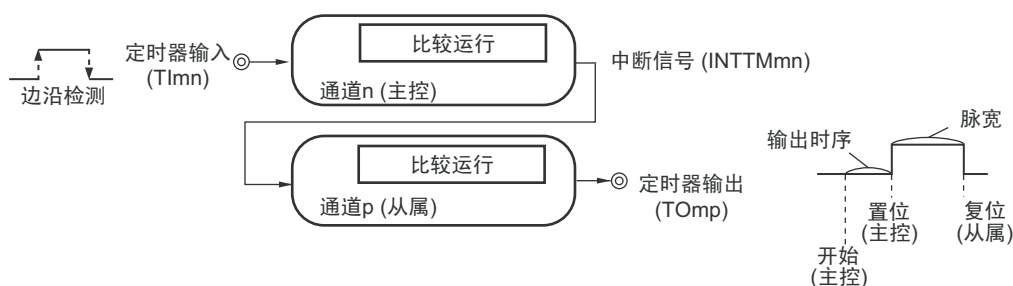 比较运行
定时器输入
(TImn)
中断信号 (INTTMmn)
边沿检测
通道n (主控)
比较运行
通道p (从属)
定时器输出
(TOmp)
脉宽
输出时序
置位
(主控)
复位
(从属)
开始
(主控)